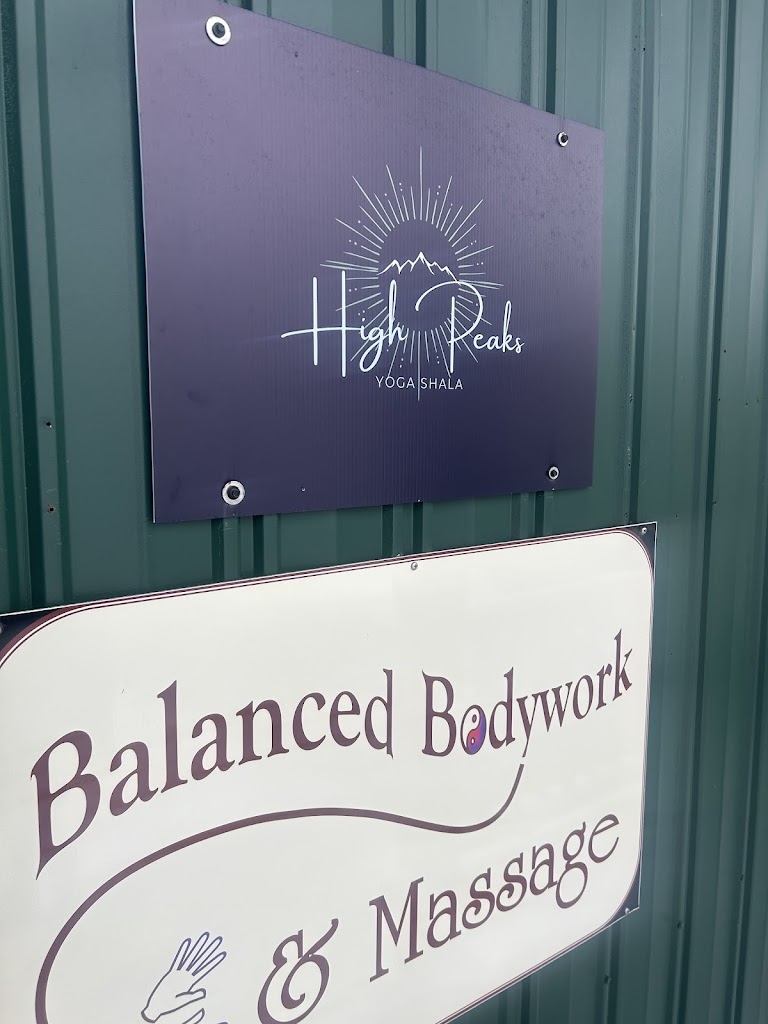 High Peaks
YOGA SHALA
Balanced Bodywork
& Massage